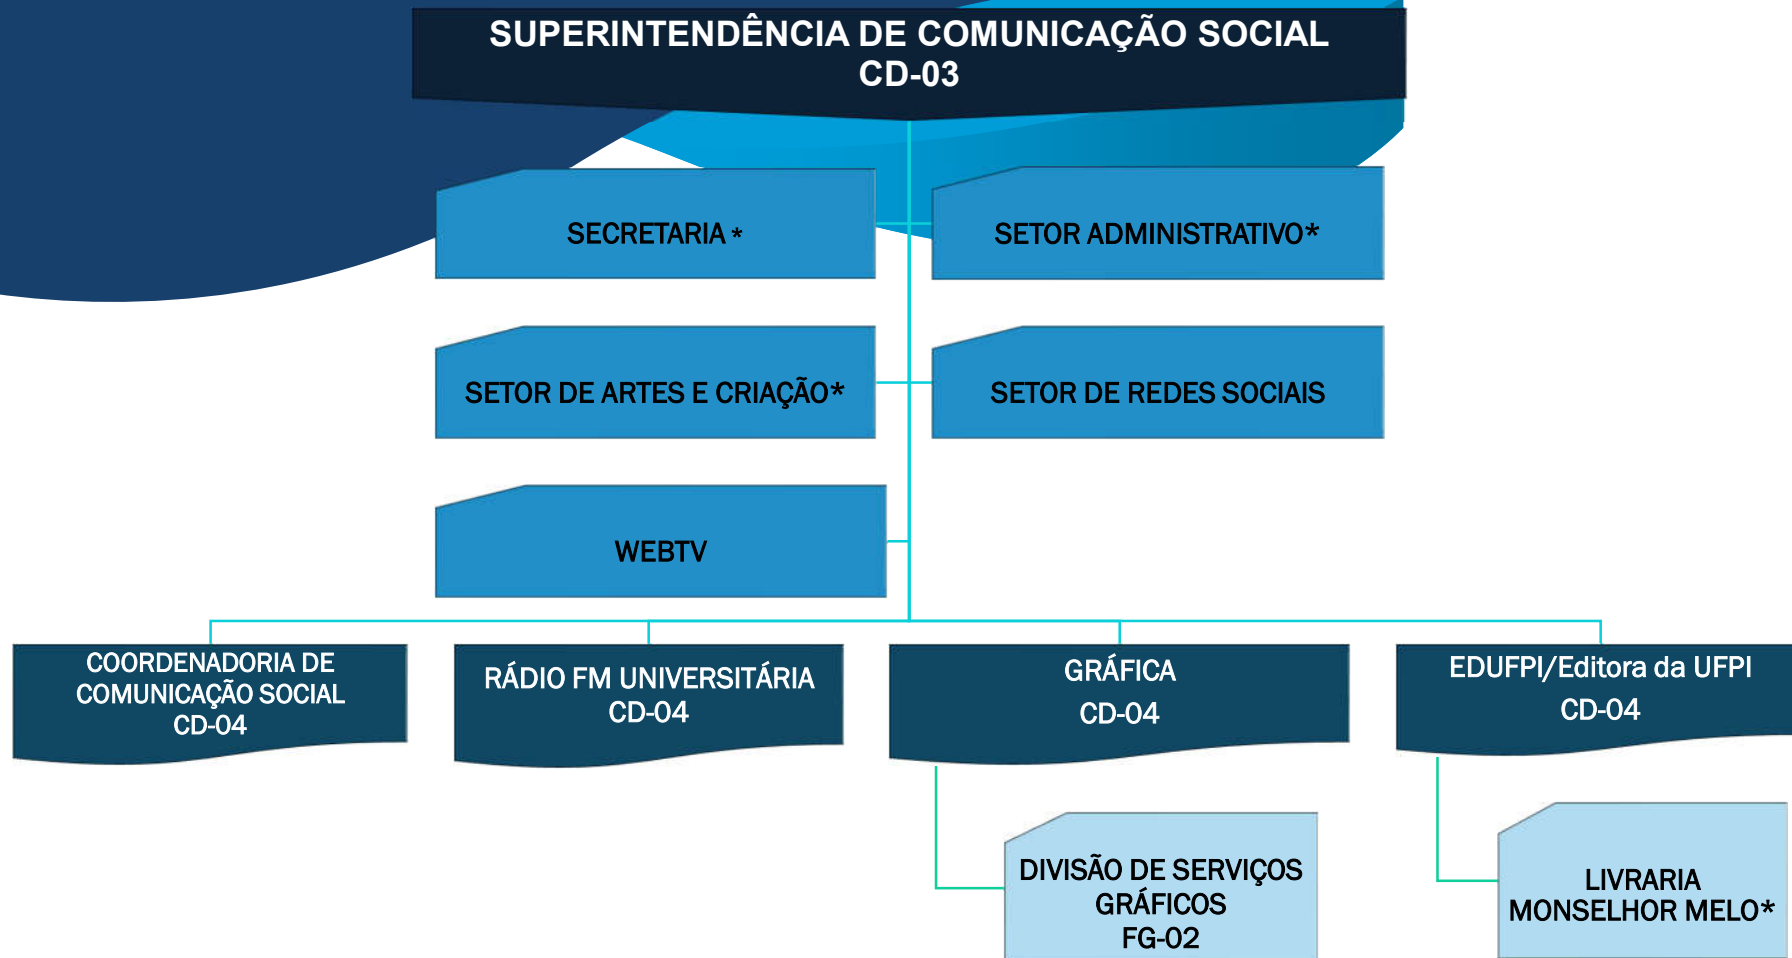 SUPERINTENDÊNCIA DE COMUNICAÇÃO SOCIAL
CD-03
SECRETARIA *
SETOR ADMINISTRATIVO*
SETOR DE ARTES E CRIAÇÃO*
SETOR DE REDES SOCIAIS
WEBTV
COORDENADORIA DE
COMUNICAÇÃO SOCIAL
CD-04
RÁDIO FM UNIVERSITÁRIA
CD-04
GRÁFICA
CD-04
EDUFPI/Editora da UFPI
CD-04
DIVISÃO DE SERVIÇOS
GRÁFICOS
FG-02
LIVRARIA
MONSELHOR MELO*